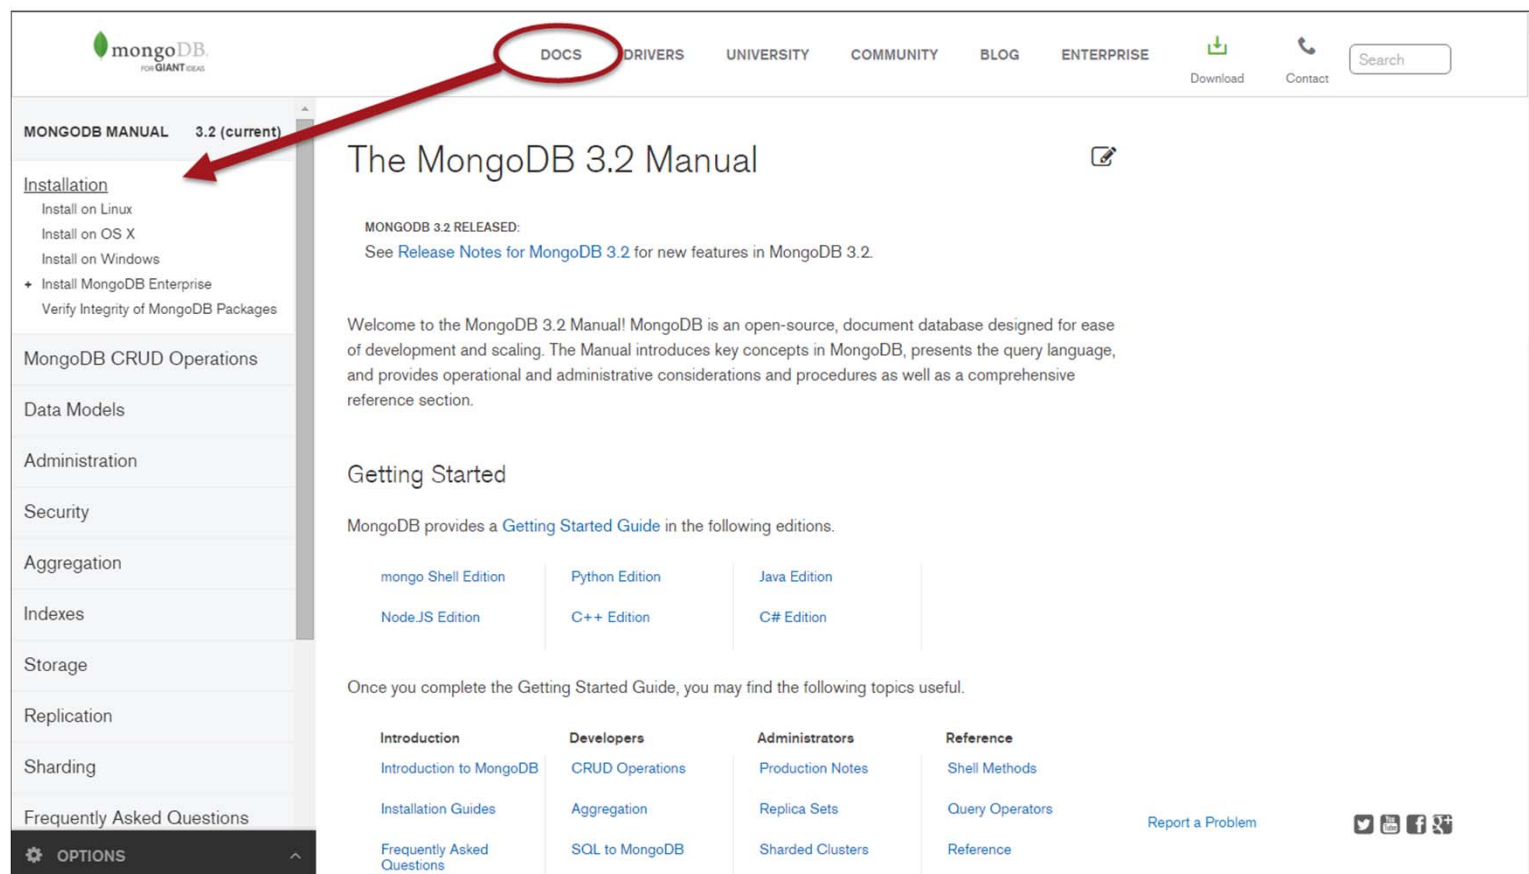 mongoDB.
FOR GIANT IDEAS
DOCS DRIVERS UNIVERSITY COMMUNITY BLOG ENTERPRISE Download Contact Search
MONGODB MANUAL 3.2 (current)
Installation
Install on Linux
Install on OS X
Install on Windows
+ Install MongoDB Enterprise
Verify Integrity of MongoDB Packages
MongoDB CRUD Operations
Data Models
Administration
Security
Aggregation
Indexes
Storage
Replication
Sharding
Frequently Asked Questions
OPTIONS
The MongoDB 3.2 Manual
MONGODB 3.2 RELEASED:
See Release Notes for MongoDB 3.2 for new features in MongoDB 3.2.
Welcome to the MongoDB 3.2 Manual! MongoDB is an open-source, document database designed for ease
of development and scaling. The Manual introduces key concepts in MongoDB, presents the query language,
and provides operational and administrative considerations and procedures as well as a comprehensive
reference section.
Getting Started
MongoDB provides a Getting Started Guide in the following editions.
mongo Shell Edition Python Edition Java Edition
Node.JS Edition C++ Edition C# Edition
Once you complete the Getting Started Guide, you may find the following topics useful.
Introduction Developers Administrators Reference
Introduction to MongoDB CRUD Operations Production Notes Shell Methods
Installation Guides Aggregation Replica Sets Query Operators
Frequently Asked SQL to MongoDB Sharded Clusters Reference
Questions
Report a Problem